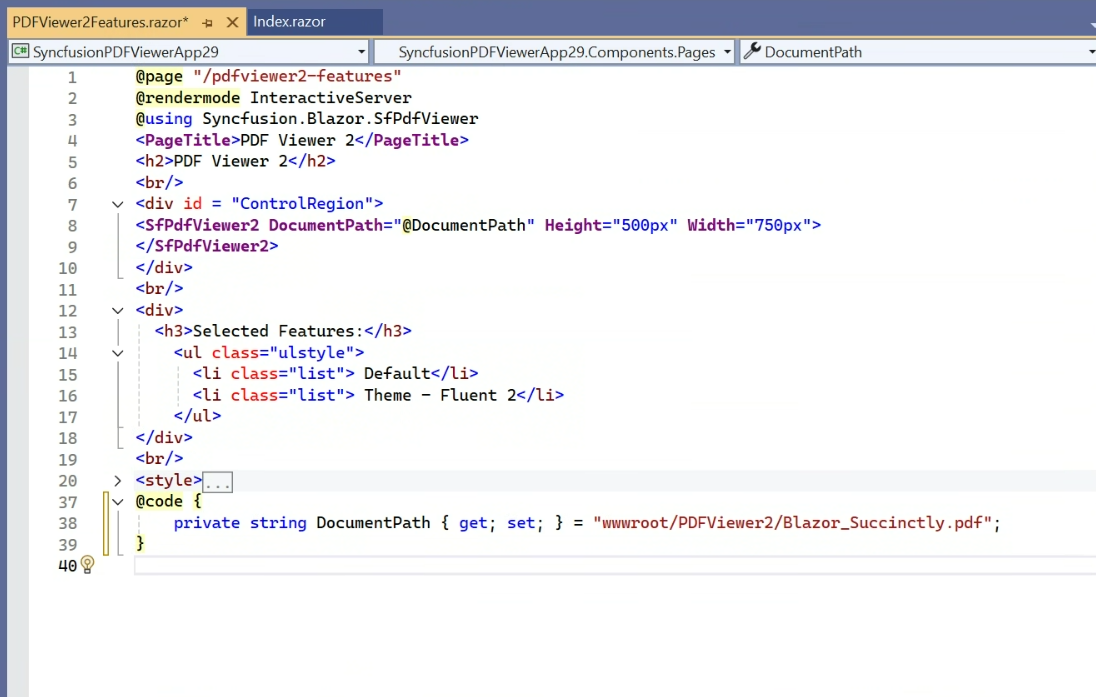 PDFViewer2Features.razor* Index.razor
C# SyncfusionPDFViewerApp29 SyncfusionPDFViewerApp29.Components.Pages DocumentPath
1 @page "/pdfviewer2-features"
2 @rendermode InteractiveServer
3 @using Syncfusion.Blazor.SfPdfViewer
4 <PageTitle>PDF Viewer 2</PageTitle>
5 <h2>PDF Viewer 2</h2>
6 <br/>
7 <div id = "ControlRegion">
8 <SfPdfViewer2 DocumentPath="@DocumentPath" Height="500px" Width="750px">
9 </SfPdfViewer2>
10 </div>
11 <br/>
12 <div>
13 <h3>Selected Features:</h3>
14 <ul class="ulstyle">
15 <li class="list"> Default</li>
16 <li class="list"> Theme - Fluent 2</li>
17 </ul>
18 </div>
19 <br/>
20 <style>...
37 @code {
38 private string DocumentPath { get; set; } = "wwwroot/PDFViewer2/Blazor_Succinctly.pdf";
39 }
40